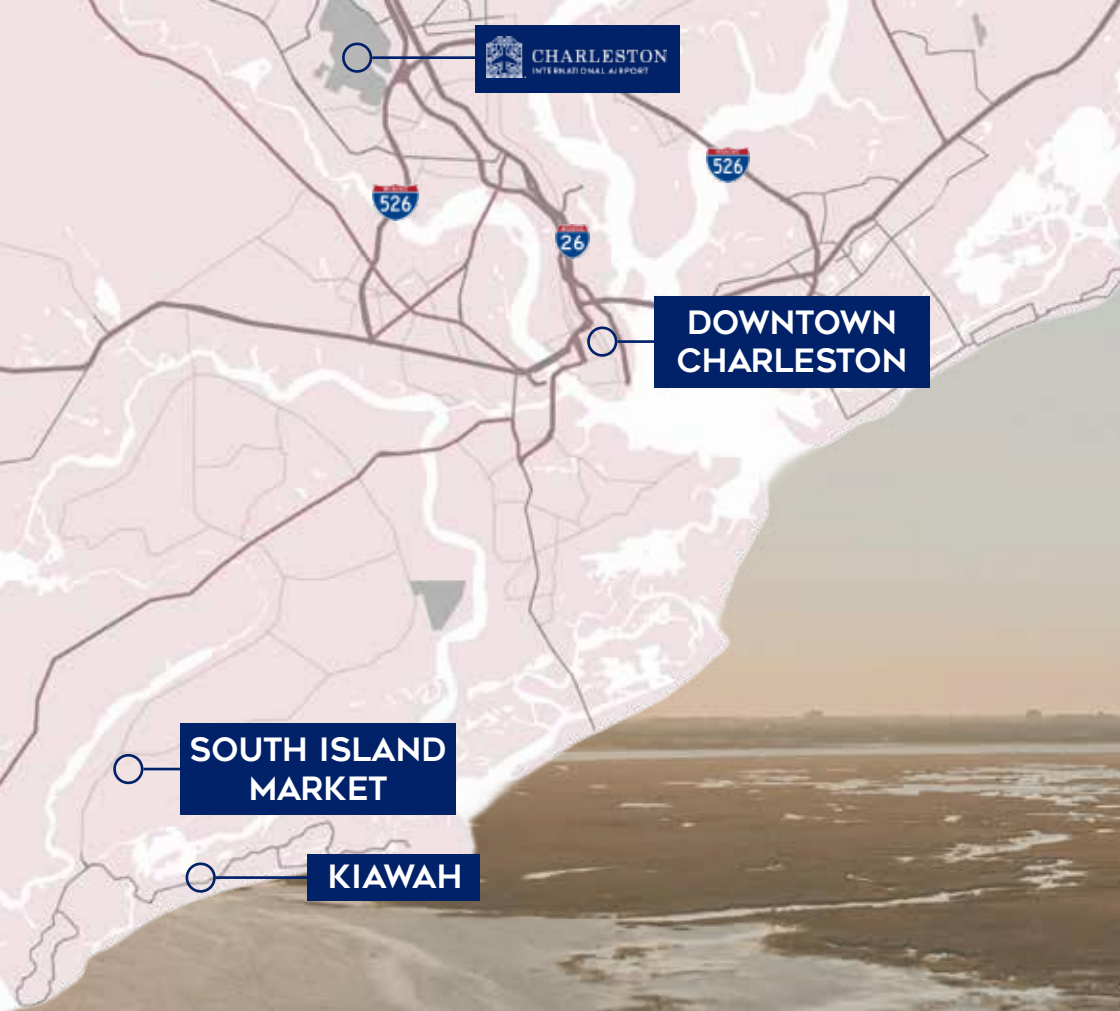 CHARLESTON
INTERNATIONAL AIRPORT
526
526
26
DOWNTOWN
CHARLESTON
SOUTH ISLAND
MARKET
KIAWAH